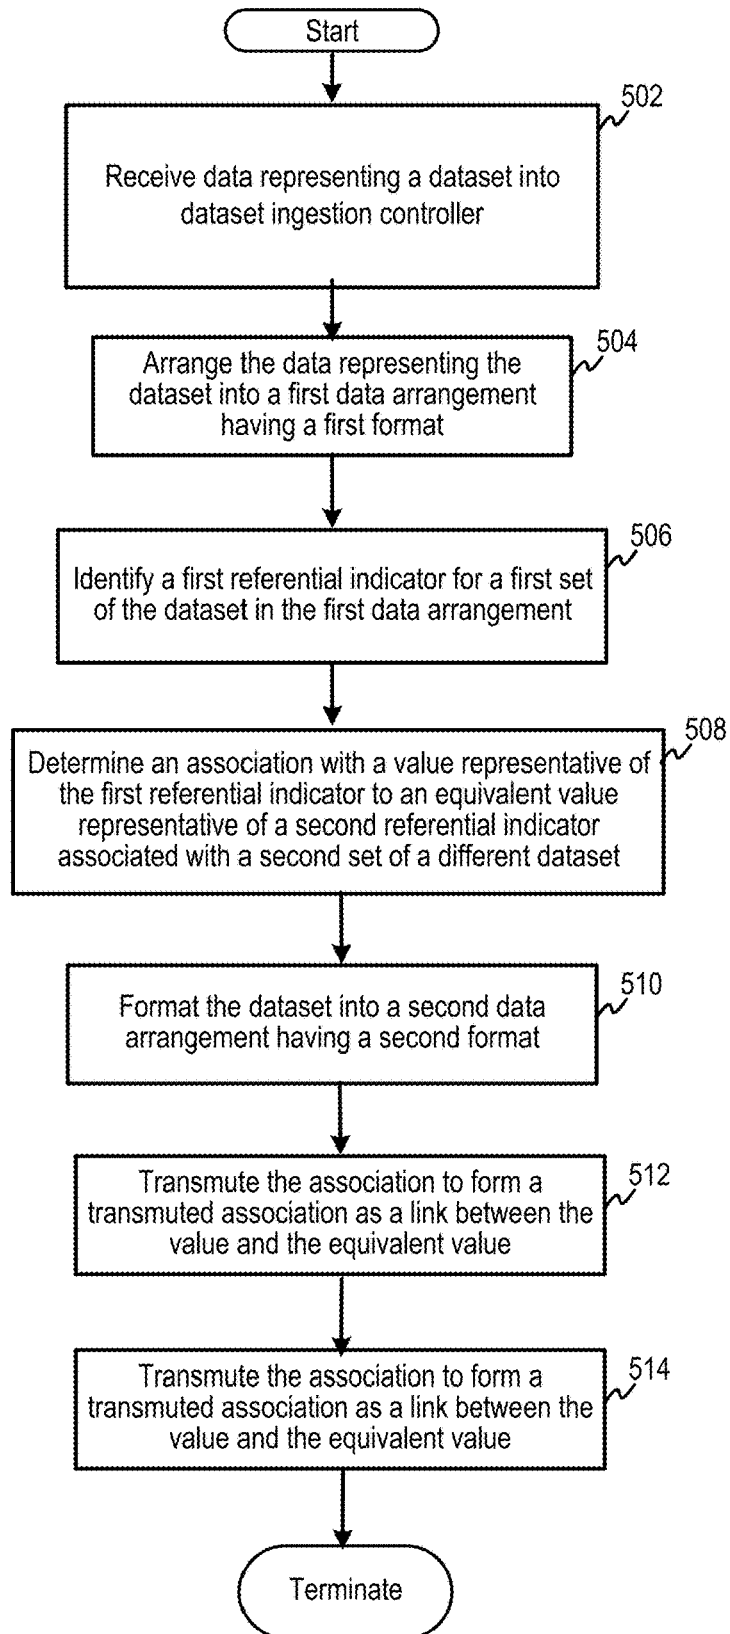 Start
502
Receive data representing a dataset into
dataset ingestion controller
504
Arrange the data representing the
dataset into a first data arrangement
having a first format
506
Identify a first referential indicator for a first set
of the dataset in the first data arrangement
508
Determine an association with a value representative of
the first referential indicator to an equivalent value
representative of a second referential indicator
associated with a second set of a different dataset
510
Format the dataset into a second data
arrangement having a second format
512
Transmute the association to form a
transmuted association as a link between the
value and the equivalent value
514
Transmute the association to form a
transmuted association as a link between the
value and the equivalent value
Terminate